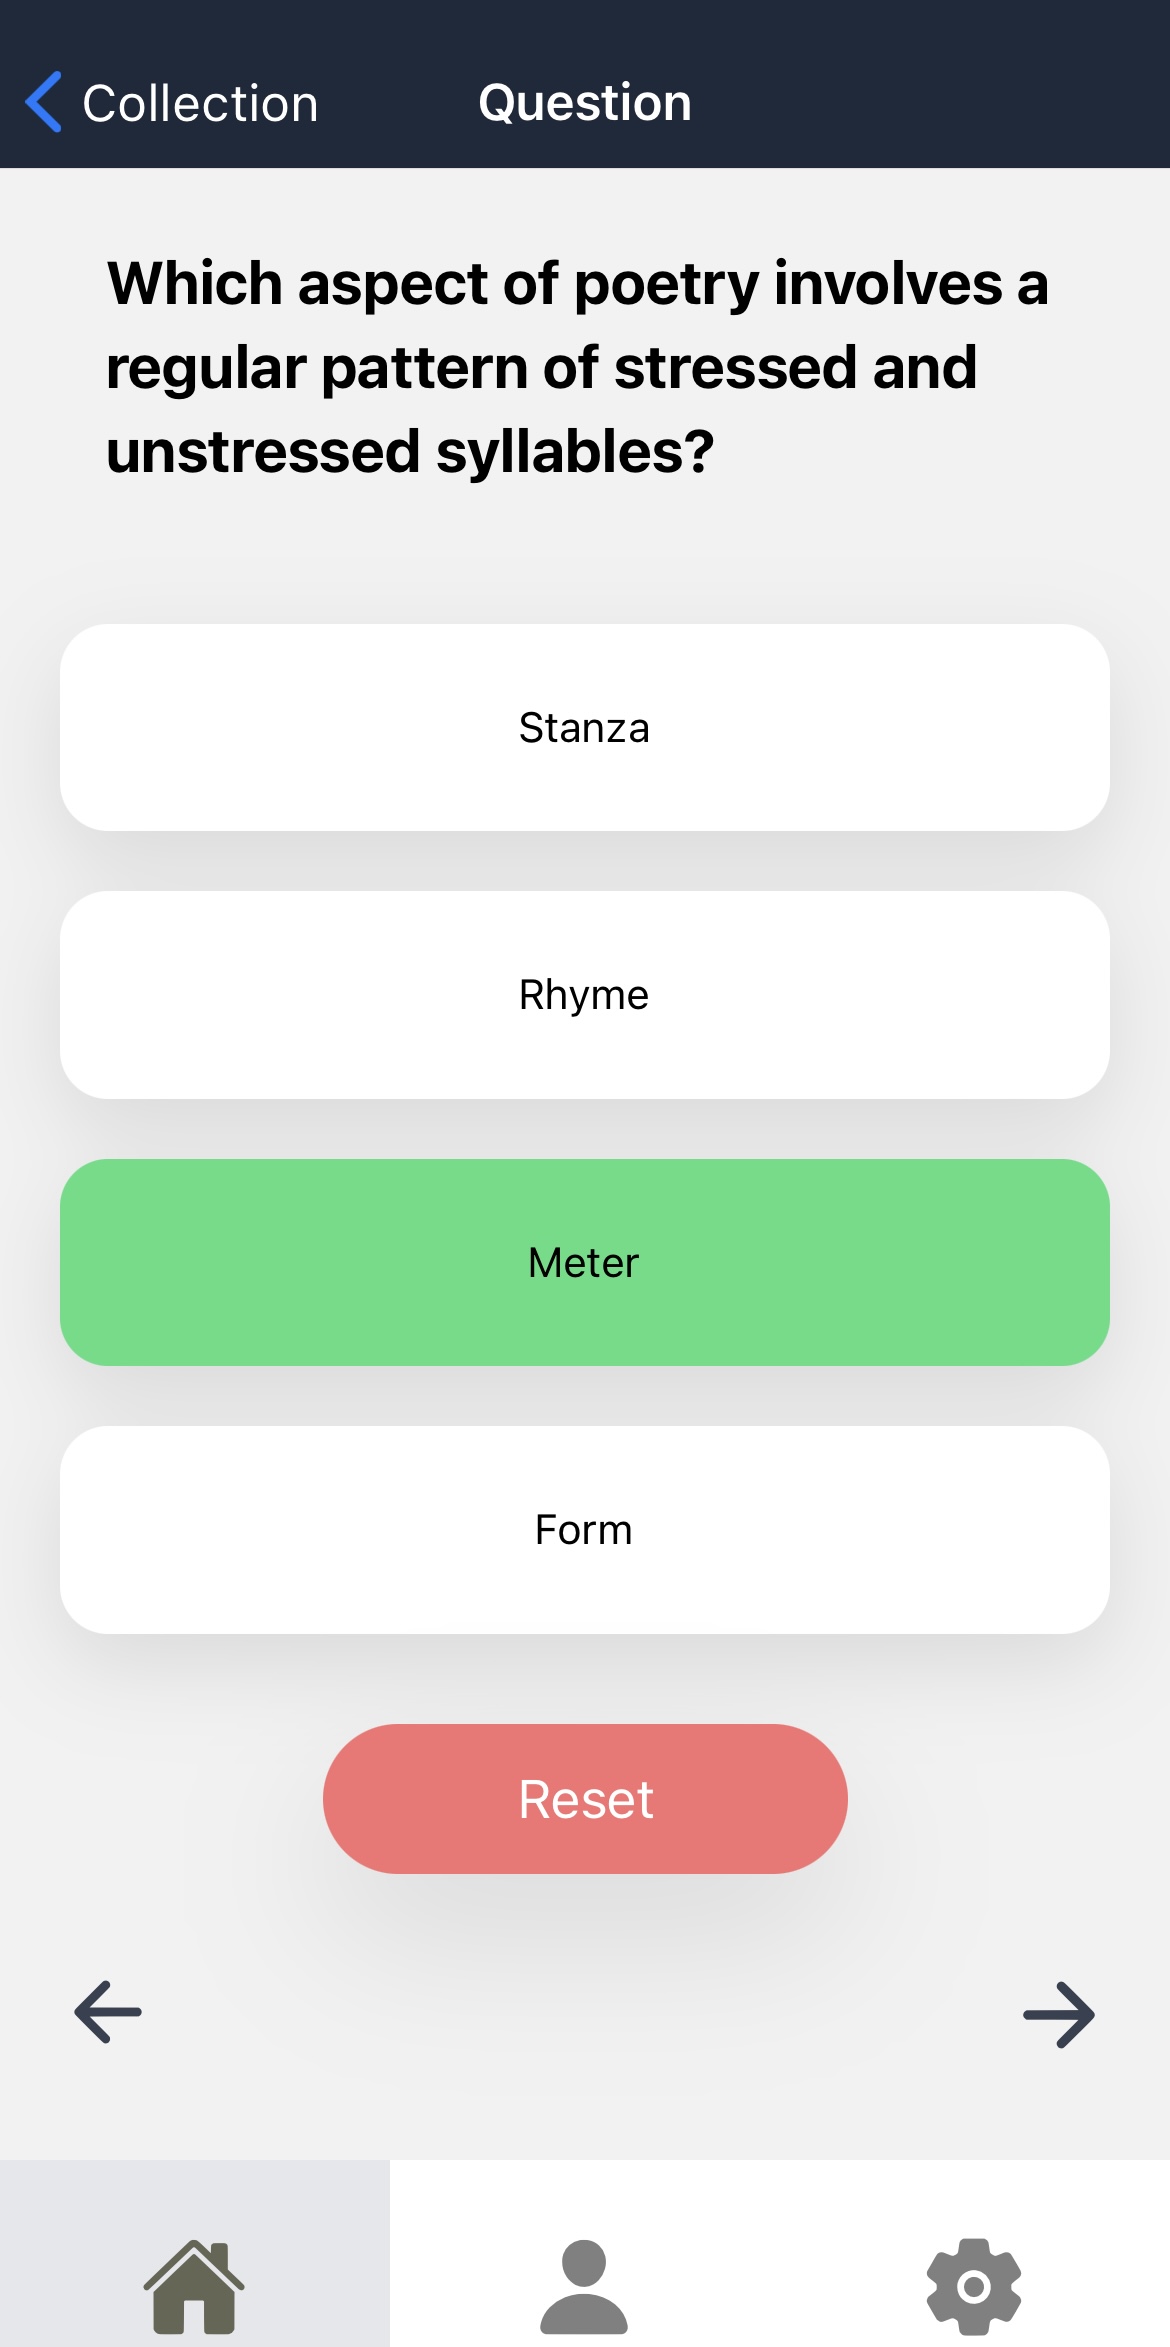 Collection
Question
Which aspect of poetry involves a
regular pattern of stressed and
unstressed syllables?
Stanza
Rhyme
Meter
Form
Reset